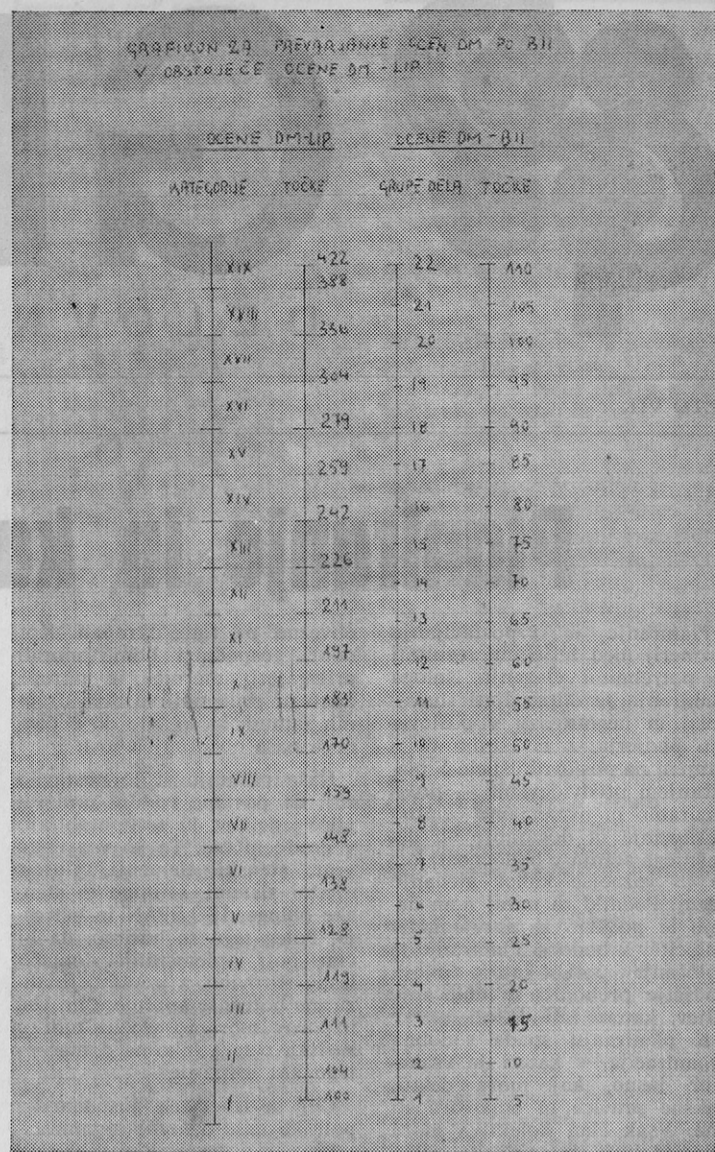 GRAFIKON ZA PREVAJANJE OCEN DM PO BII
V OBSTOJEČE OCENE DM - LIP
OCENE DM-LIP OCENE DM - BII
KATEGORIJE TOČKE GRUPE DELA TOČKE
XIX 422 22 110
388
XVIII 21 105
336 20 100
XVII
304 19 95
XVI
279 18 90
XV 17 85
259
XIV 16 80
242
XIII 15 75
226 14 70
XII
211 13 65
XI
197 12 60
X
183 11 55
IX
170 10 50
VIII 9 45
159
VII 8 40
148
VI 7 35
138
V 6 30
128 5 25
IV
119 4 20
III
111 3 15
II
104 2 10
I 100 1 5